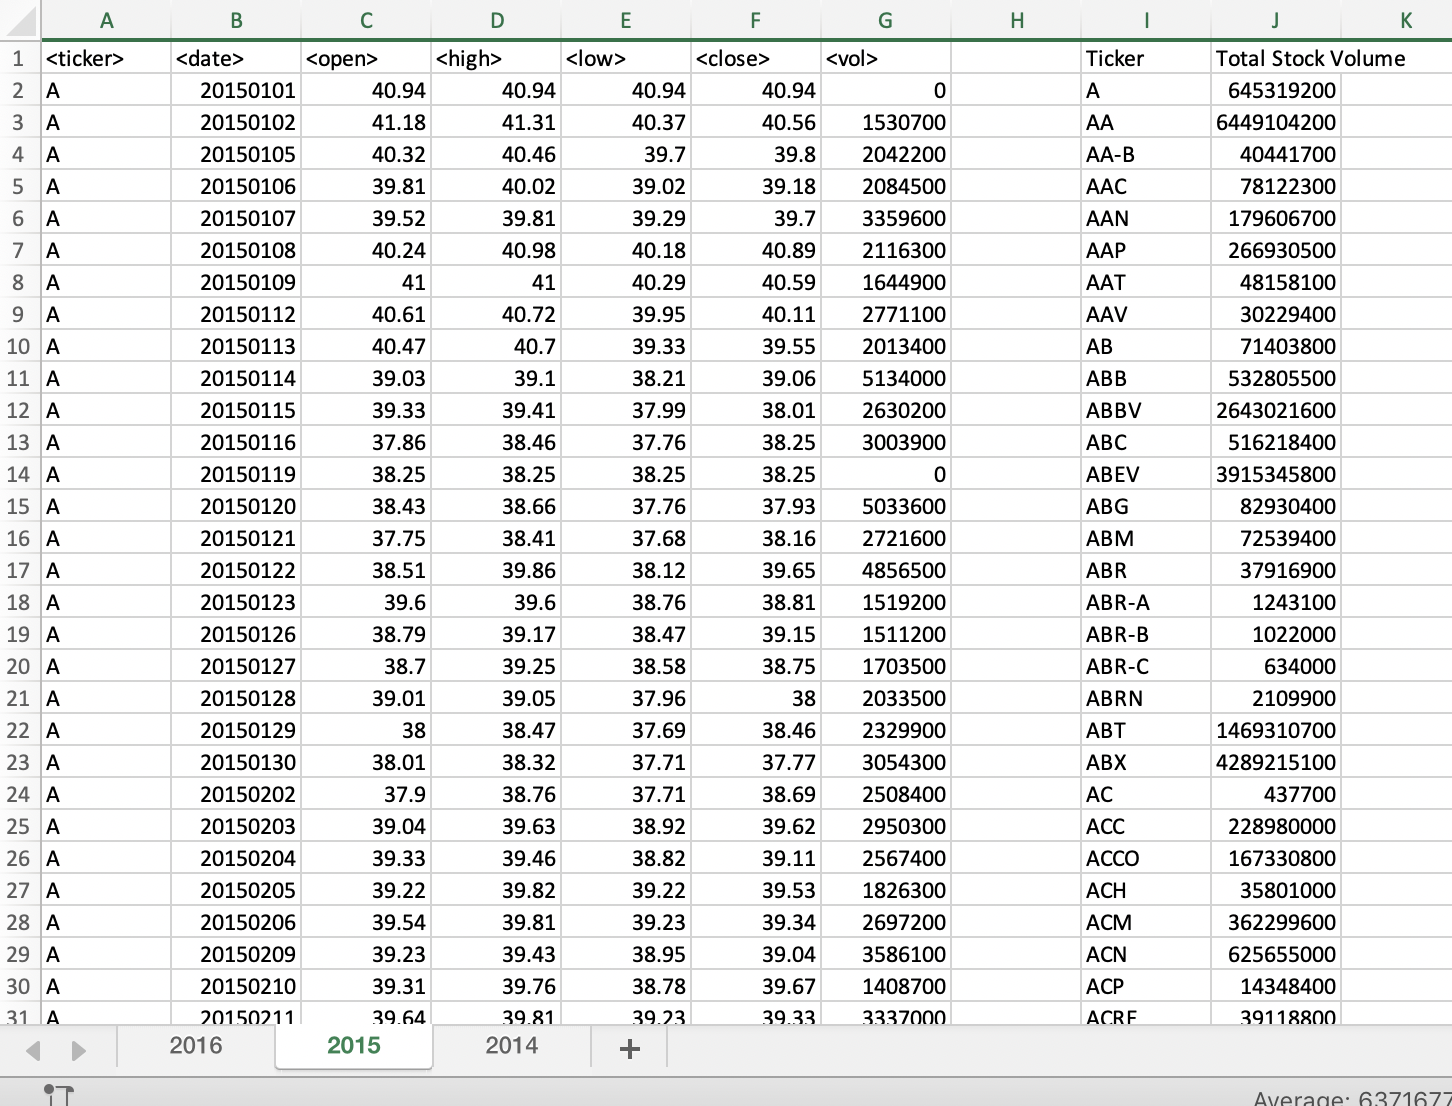 A B C D E F G H I J K
1 <ticker> <date> <open> <high> <low> <close> <vol> Ticker Total Stock Volume
2 A 20150101 40.94 40.94 40.94 40.94 0 A 645319200
3 A 20150102 41.18 41.31 40.37 40.56 1530700 AA 6449104200
4 A 20150105 40.32 40.46 39.7 39.8 2042200 AA-B 40441700
5 A 20150106 39.81 40.02 39.02 39.18 2084500 AAC 78122300
6 A 20150107 39.52 39.81 39.29 39.7 3359600 AAN 179606700
7 A 20150108 40.24 40.98 40.18 40.89 2116300 AAP 266930500
8 A 20150109 41 41 40.29 40.59 1644900 AAT 48158100
9 A 20150112 40.61 40.72 39.95 40.11 2771100 AAV 30229400
10 A 20150113 40.47 40.7 39.33 39.55 2013400 AB 71403800
11 A 20150114 39.03 39.1 38.21 39.06 5134000 ABB 532805500
12 A 20150115 39.33 39.41 37.99 38.01 2630200 ABBV 2643021600
13 A 20150116 37.86 38.46 37.76 38.25 3003900 ABC 516218400
14 A 20150119 38.25 38.25 38.25 38.25 0 ABEV 3915345800
15 A 20150120 38.43 38.66 37.76 37.93 5033600 ABG 82930400
16 A 20150121 37.75 38.41 37.68 38.16 2721600 ABM 72539400
17 A 20150122 38.51 39.86 38.12 39.65 4856500 ABR 37916900
18 A 20150123 39.6 39.6 38.76 38.81 1519200 ABR-A 1243100
19 A 20150126 38.79 39.17 38.47 39.15 1511200 ABR-B 1022000
20 A 20150127 38.7 39.25 38.58 38.75 1703500 ABR-C 634000
21 A 20150128 39.01 39.05 37.96 38 2033500 ABRN 2109900
22 A 20150129 38 38.47 37.69 38.46 2329900 ABT 1469310700
23 A 20150130 38.01 38.32 37.71 37.77 3054300 ABX 4289215100
24 A 20150202 37.9 38.76 37.71 38.69 2508400 AC 437700
25 A 20150203 39.04 39.63 38.92 39.62 2950300 ACC 228980000
26 A 20150204 39.33 39.46 38.82 39.11 2567400 ACCO 167330800
27 A 20150205 39.22 39.82 39.22 39.53 1826300 ACH 35801000
28 A 20150206 39.54 39.81 39.23 39.34 2697200 ACM 362299600
29 A 20150209 39.23 39.43 38.95 39.04 3586100 ACN 625655000
30 A 20150210 39.31 39.76 38.78 39.67 1408700 ACP 14348400
31 A 20150211 39.64 39.81 39.23 39.33 3337000 ACRE 39118800
2016 2015 2014 +
Average: 6371677